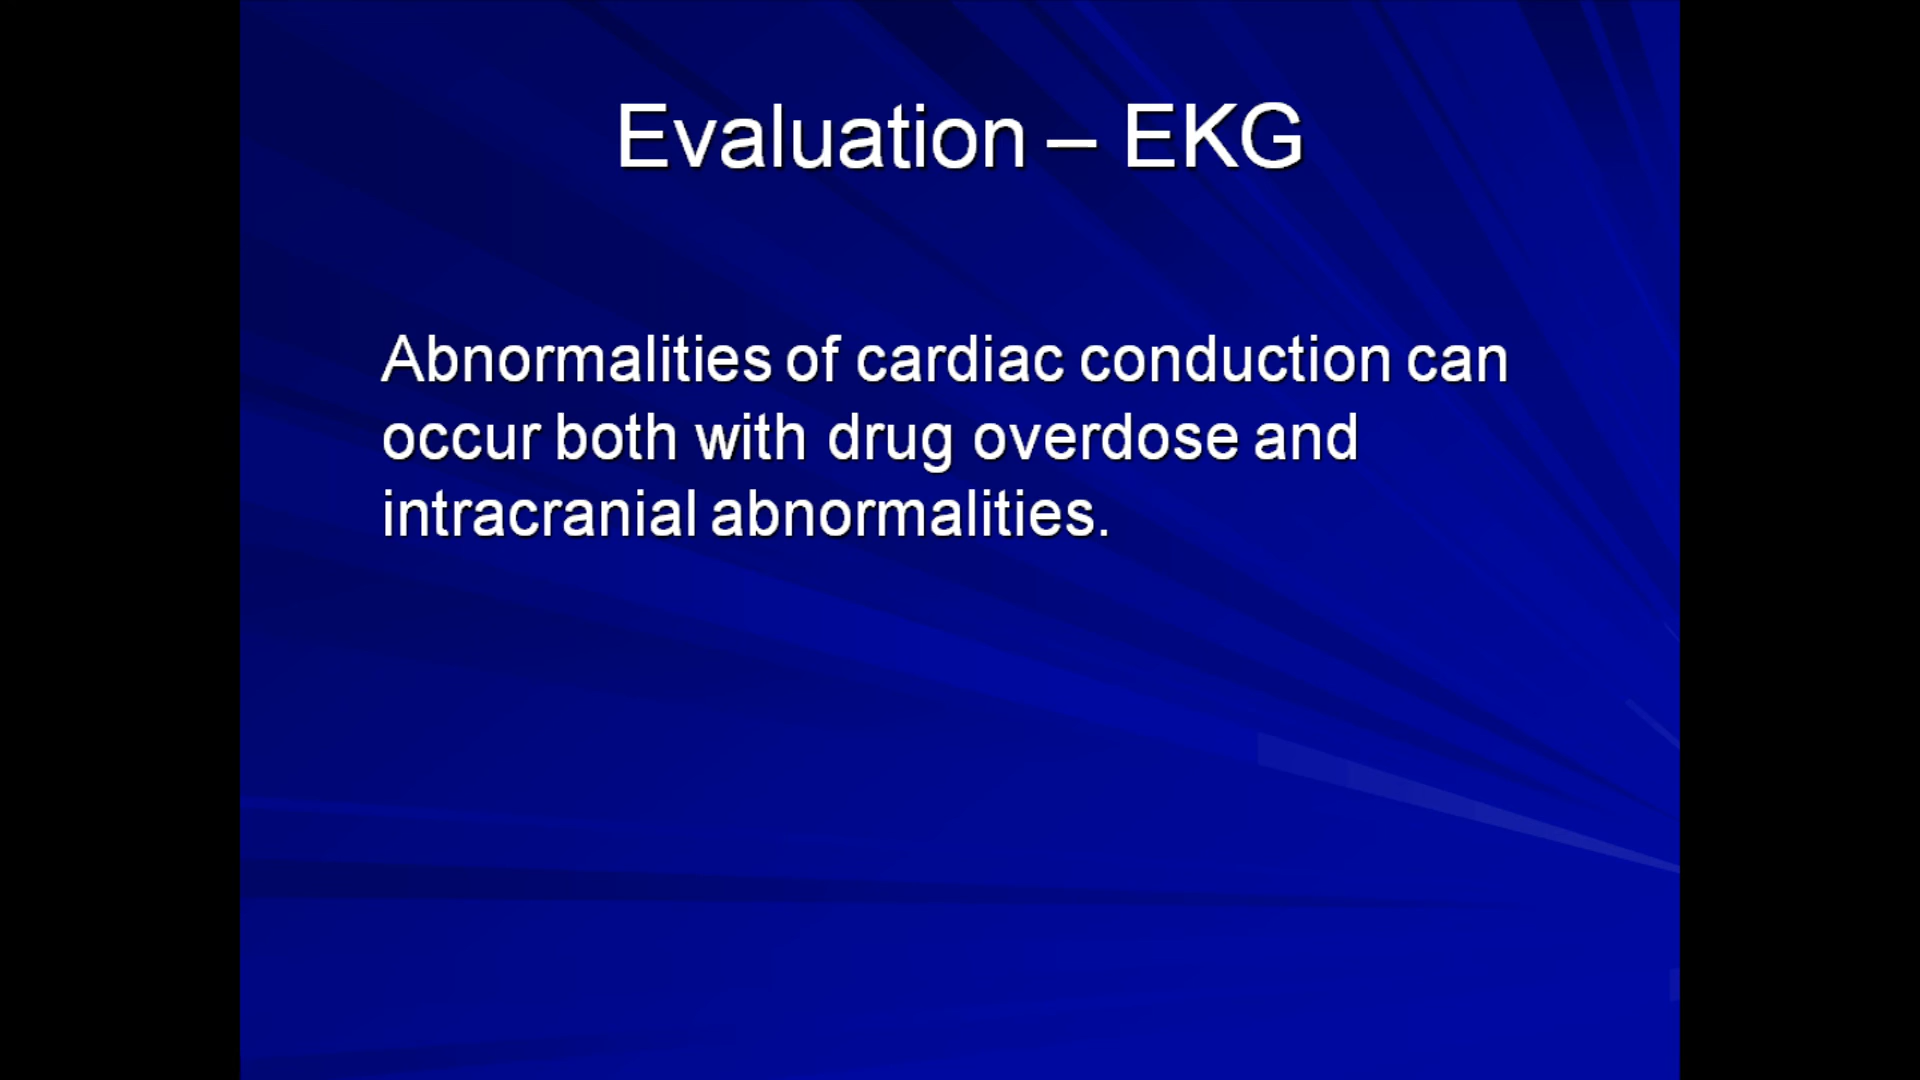 Evaluation – EKG
Abnormalities of cardiac conduction can
occur both with drug overdose and
intracranial abnormalities.